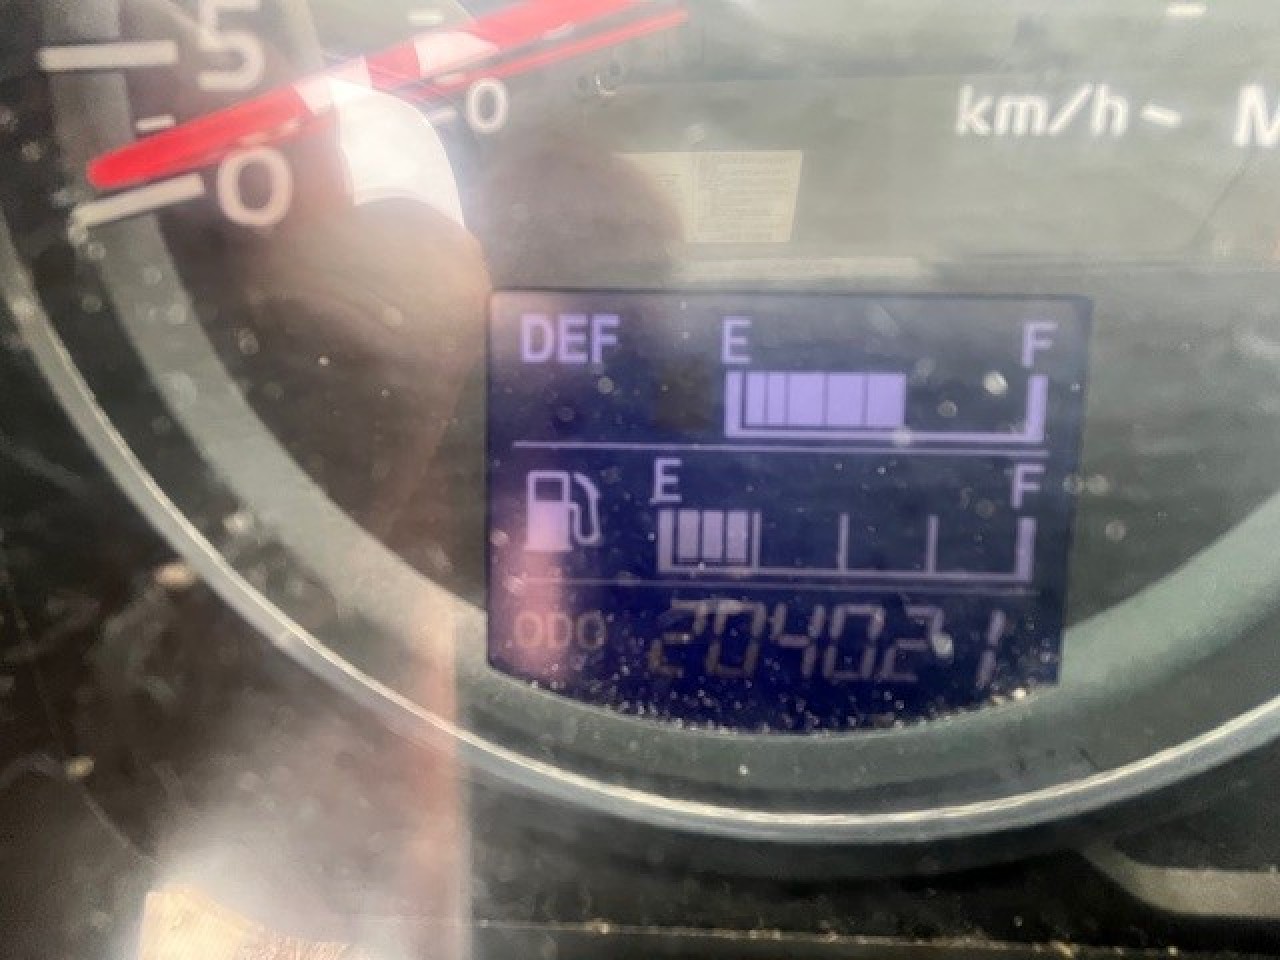 5
0
0
km/h M
DEF E F
E F
ODO 204021